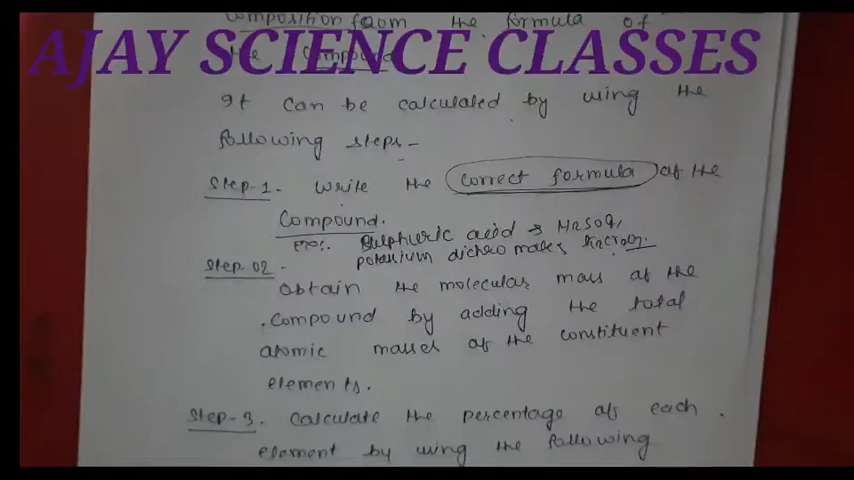 composition from the formula of
AJAY SCIENCE CLASSES
the compound
It can be calculated by using the
following steps-
Step-1. write the correct formula of the
compound.
Sulphuric acid → H2SO4,
potassium dichromate →
Step 02 -
obtain the molecular mass of the
compound by adding the total
atomic masses of the constituent
elements.
Step-3. Calculate the percentage of each
element by using the following